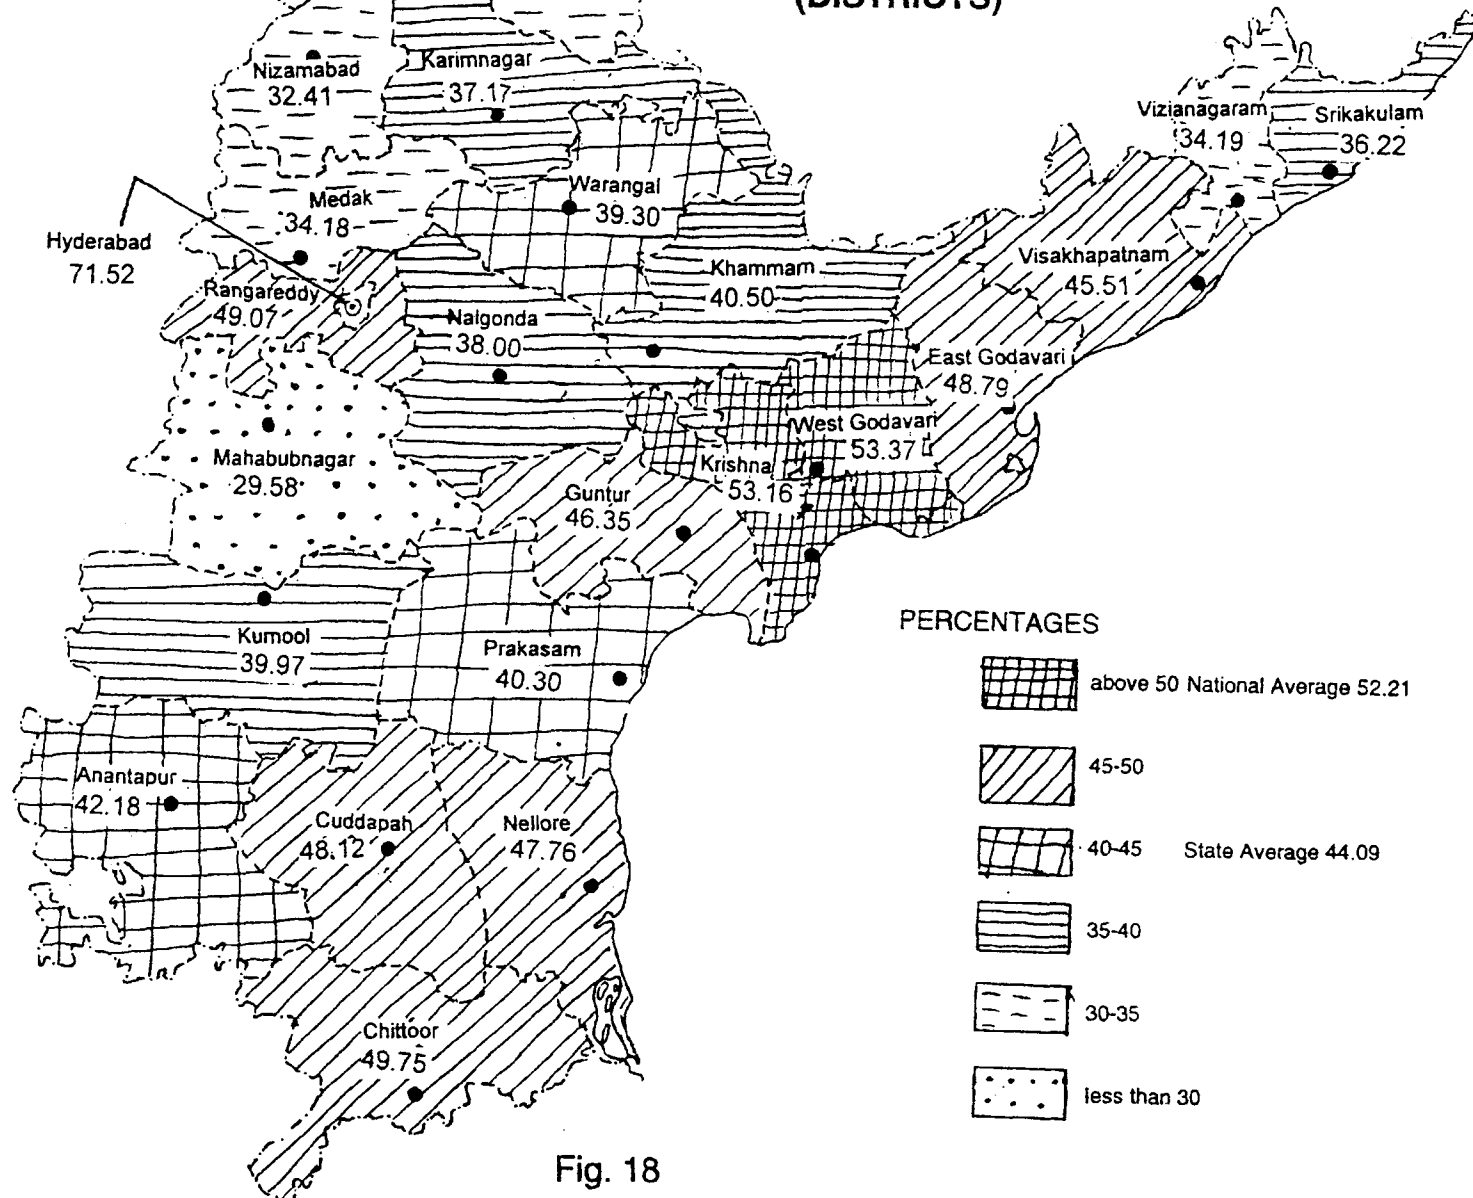 (DISTRICTS)
Nizamabad
32.41
Karimnagar
37.17
Vizianagaram
34.19
Srikakulam
36.22
Medak
34.18
Warangal
39.30
Hyderabad
71.52
Rangareddy
49.07
Khammam
40.50
Visakhapatnam
45.51
Nalgonda
38.00
East Godavari
48.79
West Godavari
53.37
Mahabubnagar
29.58
Krishna
53.16
Guntur
46.35
Kurnool
39.97
Prakasam
40.30
Anantapur
42.18
Cuddapah
48.12
Nellore
47.76
Chittoor
49.75
PERCENTAGES
above 50 National Average 52.21
45-50
40-45 State Average 44.09
35-40
30-35
less than 30
Fig. 18